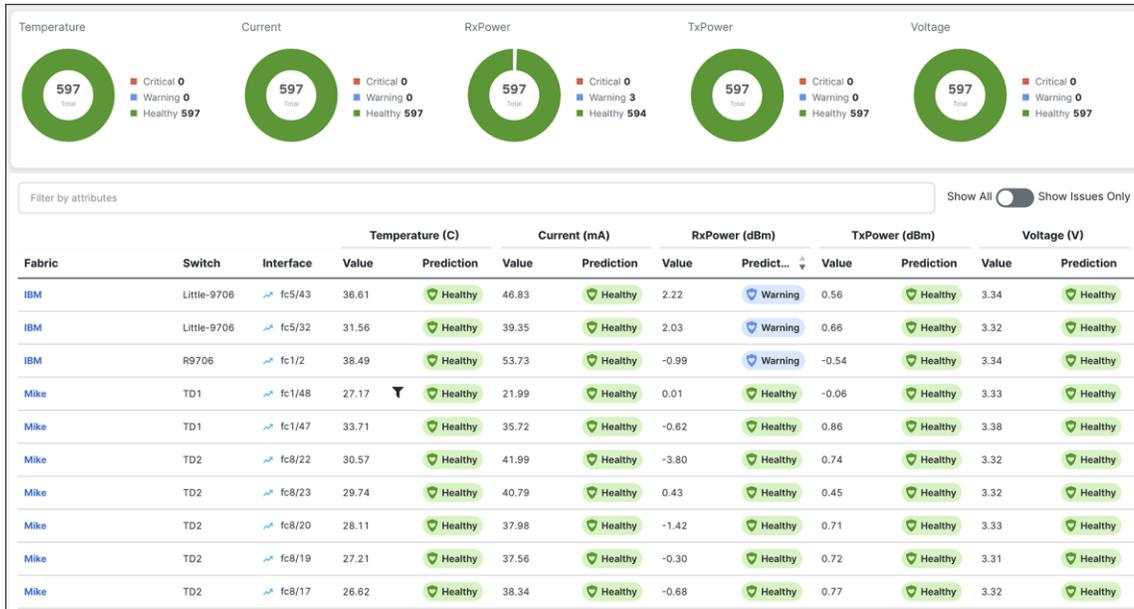 Temperature Current RxPower TxPower Voltage
597 Total Critical 0 Warning 0 Healthy 597
597 Total Critical 0 Warning 0 Healthy 597
597 Total Critical 0 Warning 3 Healthy 594
597 Total Critical 0 Warning 0 Healthy 597
597 Total Critical 0 Warning 0 Healthy 597
Filter by attributes Show All Show Issues Only
Temperature (C) Current (mA) RxPower (dBm) TxPower (dBm) Voltage (V)
Fabric Switch Interface Value Prediction Value Prediction Value Predict... Value Prediction Value Prediction
IBM Little-9706 fc5/43 36.61 Healthy 46.83 Healthy 2.22 Warning 0.56 Healthy 3.34 Healthy
IBM Little-9706 fc5/32 31.56 Healthy 39.35 Healthy 2.03 Warning 0.66 Healthy 3.32 Healthy
IBM R9706 fc1/2 38.49 Healthy 53.73 Healthy -0.99 Warning -0.54 Healthy 3.34 Healthy
Mike TD1 fc1/48 27.17 Healthy 21.99 Healthy 0.01 Healthy -0.06 Healthy 3.33 Healthy
Mike TD1 fc1/47 33.71 Healthy 35.72 Healthy -0.62 Healthy 0.86 Healthy 3.38 Healthy
Mike TD2 fc8/22 30.57 Healthy 41.99 Healthy -3.80 Healthy 0.74 Healthy 3.32 Healthy
Mike TD2 fc8/23 29.74 Healthy 40.79 Healthy 0.43 Healthy 0.45 Healthy 3.32 Healthy
Mike TD2 fc8/20 28.11 Healthy 37.98 Healthy -1.42 Healthy 0.71 Healthy 3.33 Healthy
Mike TD2 fc8/19 27.21 Healthy 37.56 Healthy -0.30 Healthy 0.72 Healthy 3.31 Healthy
Mike TD2 fc8/17 26.62 Healthy 38.34 Healthy -0.68 Healthy 0.77 Healthy 3.32 Healthy